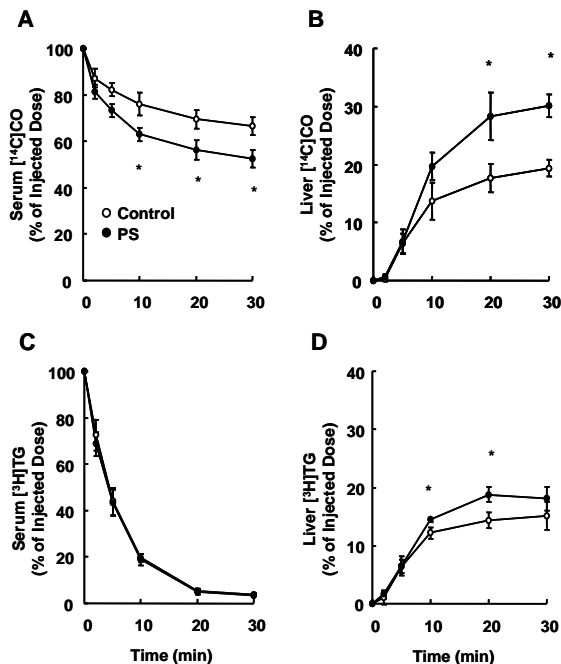 A
Serum [¹⁴C]CO
(% of Injected Dose)
100
80
60
40
20
0
* * *
Control
PS
0 10 20 30
B
Liver [¹⁴C]CO
(% of Injected Dose)
40
30
20
10
0
* *
0 10 20 30
C
Serum [³H]TG
(% of Injected Dose)
100
80
60
40
20
0
0 10 20 30
Time (min)
D
Liver [³H]TG
(% of Injected Dose)
40
30
20
10
0
* *
0 10 20 30
Time (min)